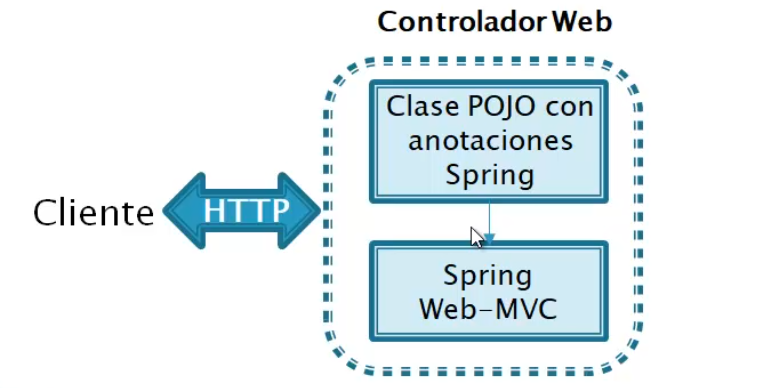 Controlador Web
Clase POJO con
anotaciones
Spring
Cliente
HTTP
Spring
Web-MVC